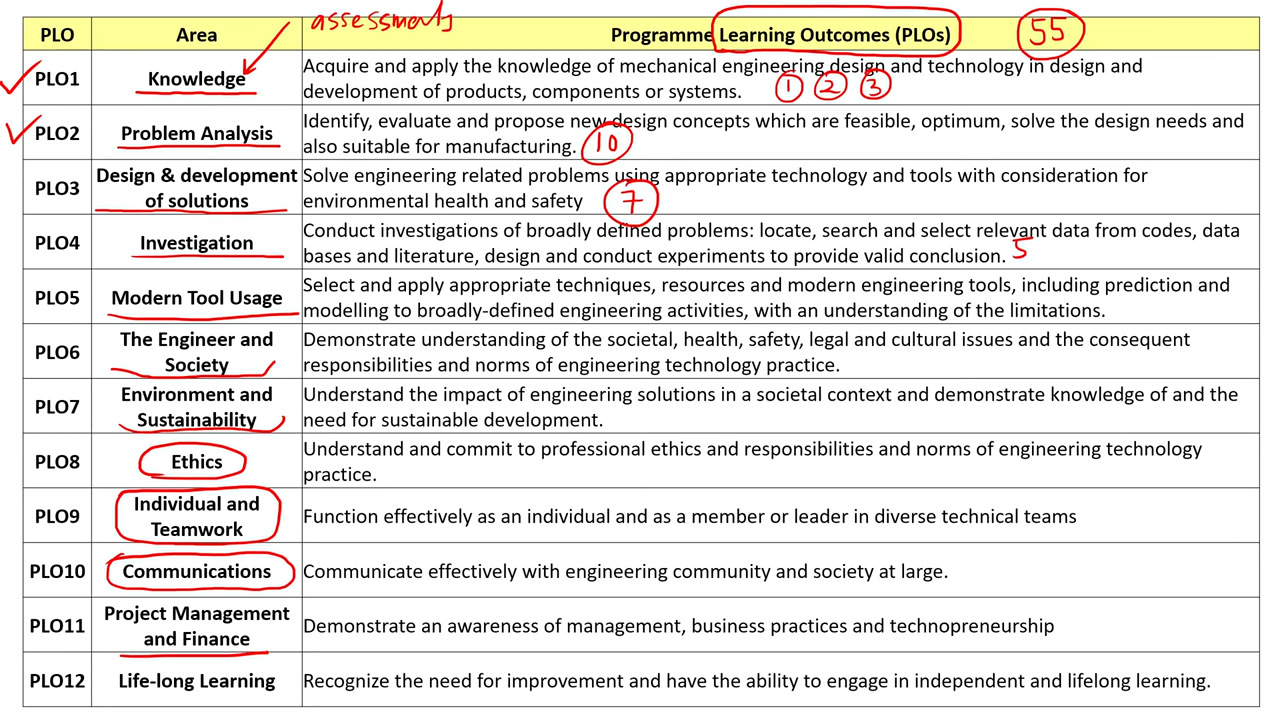 assessments
PLO Area Programme Learning Outcomes (PLOs) 55
PLO1 Knowledge Acquire and apply the knowledge of mechanical engineering design and technology in design and
development of products, components or systems. 1 2 3
PLO2 Problem Analysis Identify, evaluate and propose new design concepts which are feasible, optimum, solve the design needs and
also suitable for manufacturing. 10
PLO3 Design & development
of solutions
Solve engineering related problems using appropriate technology and tools with consideration for
environmental health and safety 7
PLO4 Investigation Conduct investigations of broadly defined problems: locate, search and select relevant data from codes, data
bases and literature, design and conduct experiments to provide valid conclusion. 5
PLO5 Modern Tool Usage Select and apply appropriate techniques, resources and modern engineering tools, including prediction and
modelling to broadly-defined engineering activities, with an understanding of the limitations.
PLO6 The Engineer and
Society
Demonstrate understanding of the societal, health, safety, legal and cultural issues and the consequent
responsibilities and norms of engineering technology practice.
PLO7 Environment and
Sustainability
Understand the impact of engineering solutions in a societal context and demonstrate knowledge of and the
need for sustainable development.
PLO8 Ethics Understand and commit to professional ethics and responsibilities and norms of engineering technology
practice.
PLO9 Individual and
Teamwork
Function effectively as an individual and as a member or leader in diverse technical teams
PLO10 Communications Communicate effectively with engineering community and society at large.
PLO11 Project Management
and Finance
Demonstrate an awareness of management, business practices and technopreneurship
PLO12 Life-long Learning Recognize the need for improvement and have the ability to engage in independent and lifelong learning.